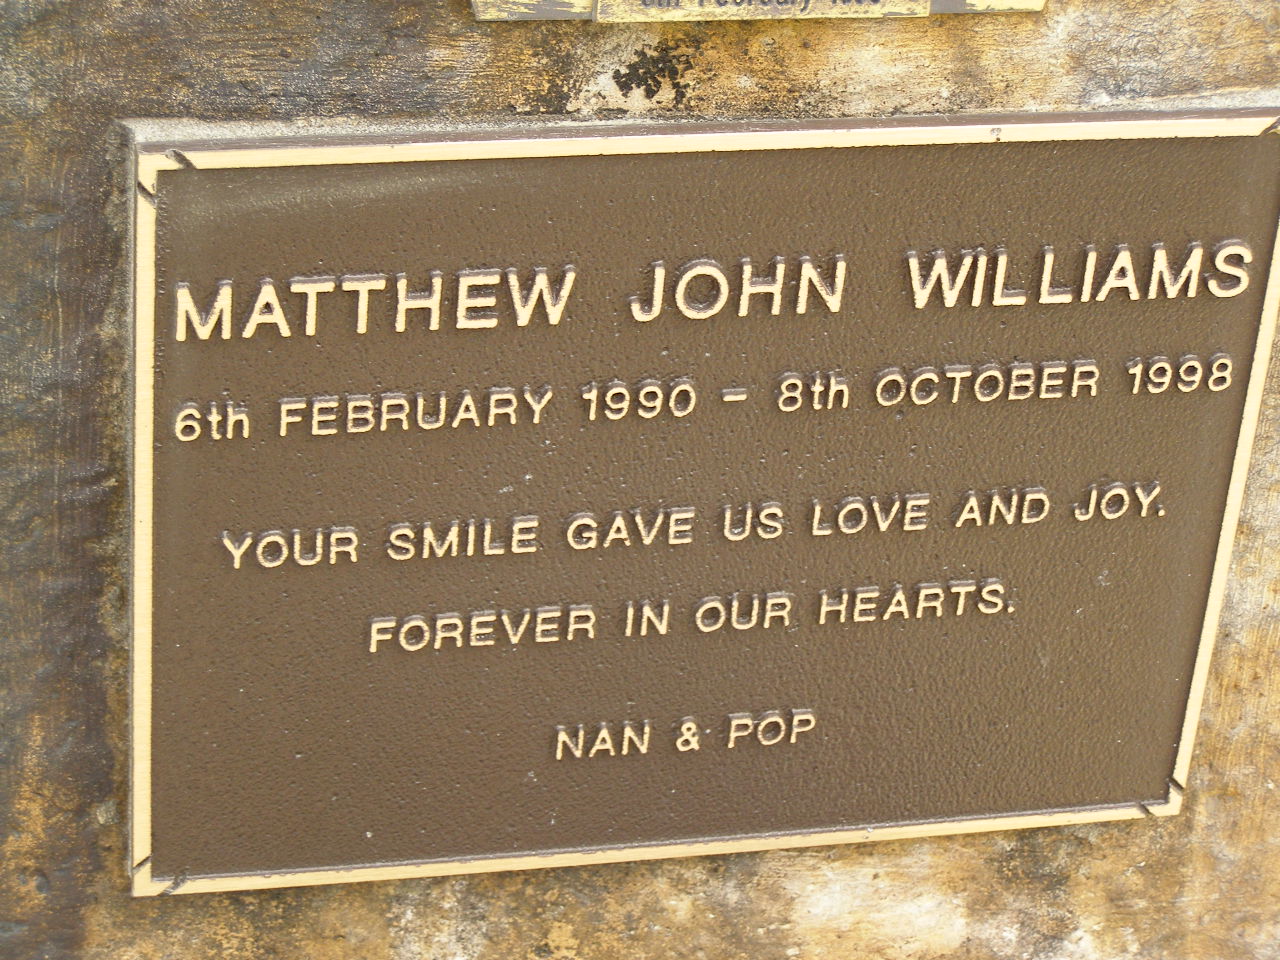 MATTHEW JOHN WILLIAMS
6th FEBRUARY 1990 - 8th OCTOBER 1998
YOUR SMILE GAVE US LOVE AND JOY.
FOREVER IN OUR HEARTS.
NAN & POP